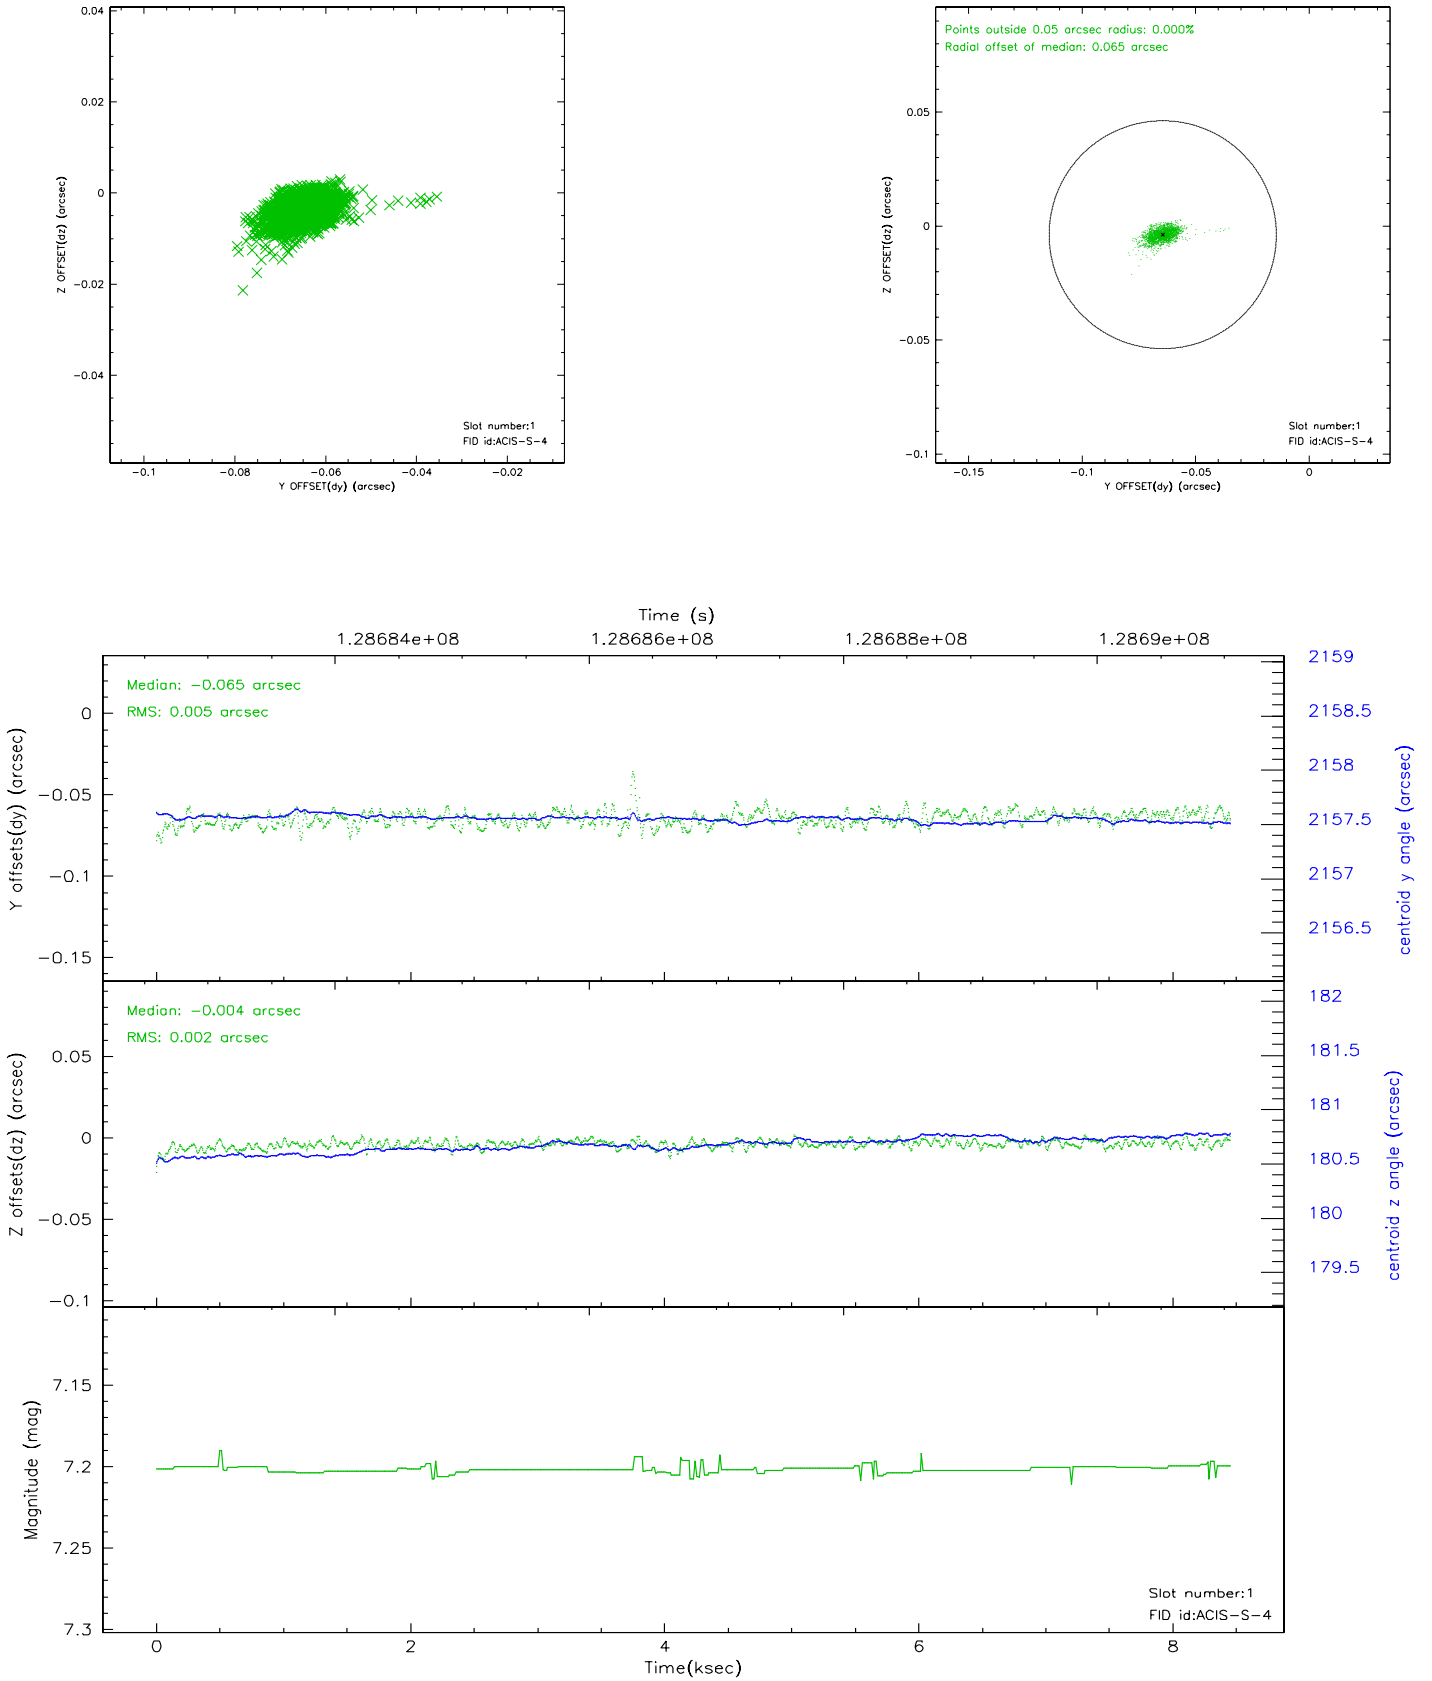 0.04
0.02
0
−0.02
−0.04
Z OFFSET(dz) (arcsec)
Slot number:1
FID id:ACIS−S−4
−0.1
−0.08
−0.06
−0.04
−0.02
Y OFFSET(dy) (arcsec)
Points outside 0.05 arcsec radius: 0.000%
Radial offset of median: 0.065 arcsec
0.05
0
−0.05
−0.1
Z OFFSET(dz) (arcsec)
Slot number:1
FID id:ACIS−S−4
−0.15
−0.1
−0.05
0
Y OFFSET(dy) (arcsec)
Time (s)
1.28684e+08
1.28686e+08
1.28688e+08
1.2869e+08
Median: −0.065 arcsec
RMS: 0.005 arcsec
0
−0.05
−0.1
−0.15
Y offsets(dy) (arcsec)
2159
2158.5
2158
2157.5
2157
2156.5
centroid y angle (arcsec)
Median: −0.004 arcsec
RMS: 0.002 arcsec
0.05
0
−0.05
−0.1
Z offsets(dz) (arcsec)
182
181.5
181
180.5
180
179.5
centroid z angle (arcsec)
7.15
7.2
7.25
7.3
Magnitude (mag)
Slot number:1
FID id:ACIS−S−4
0
2
4
6
8
Time(ksec)